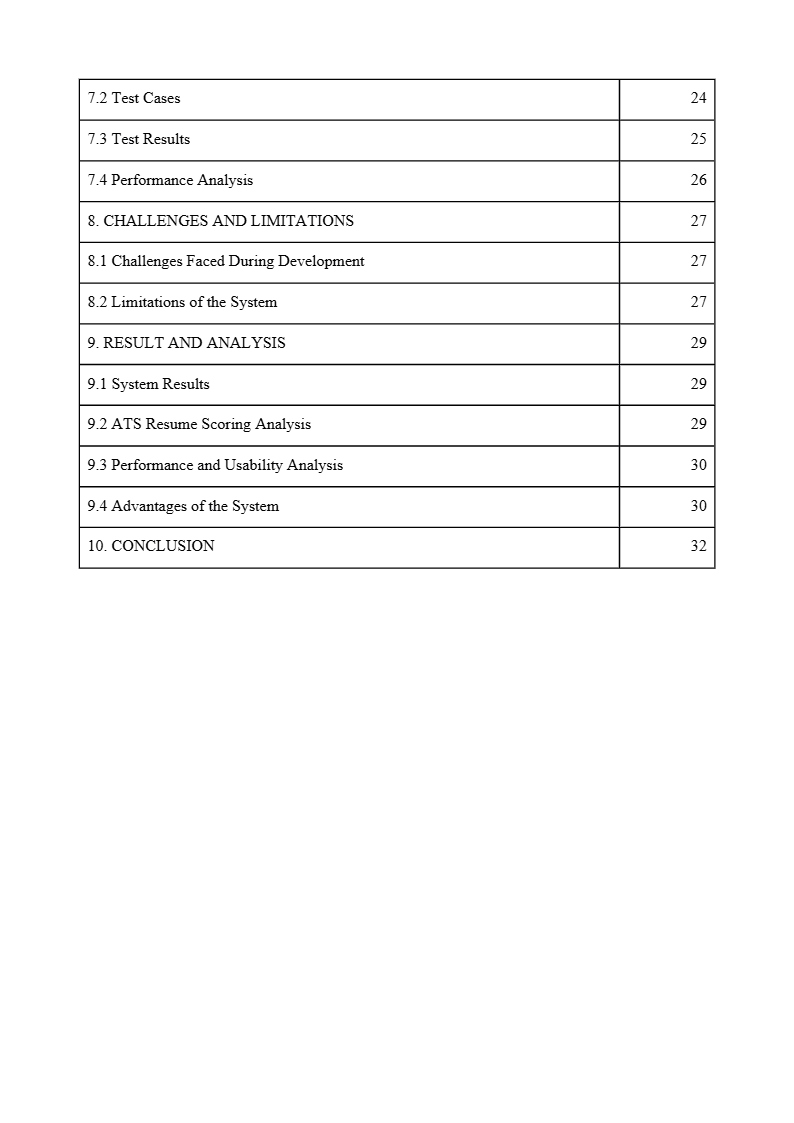 7.2 Test Cases 24
7.3 Test Results 25
7.4 Performance Analysis 26
8. CHALLENGES AND LIMITATIONS 27
8.1 Challenges Faced During Development 27
8.2 Limitations of the System 27
9. RESULT AND ANALYSIS 29
9.1 System Results 29
9.2 ATS Resume Scoring Analysis 29
9.3 Performance and Usability Analysis 30
9.4 Advantages of the System 30
10. CONCLUSION 32